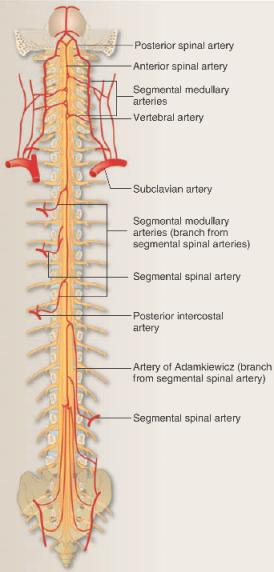 Posterior spinal artery
Anterior spinal artery
Segmental medullary
arteries
Vertebral artery
Subclavian artery
Segmental medullary
arteries (branch from
segmental spinal arteries)
Segmental spinal artery
Posterior intercostal
artery
Artery of Adamkiewicz (branch
from segmental spinal artery)
Segmental spinal artery